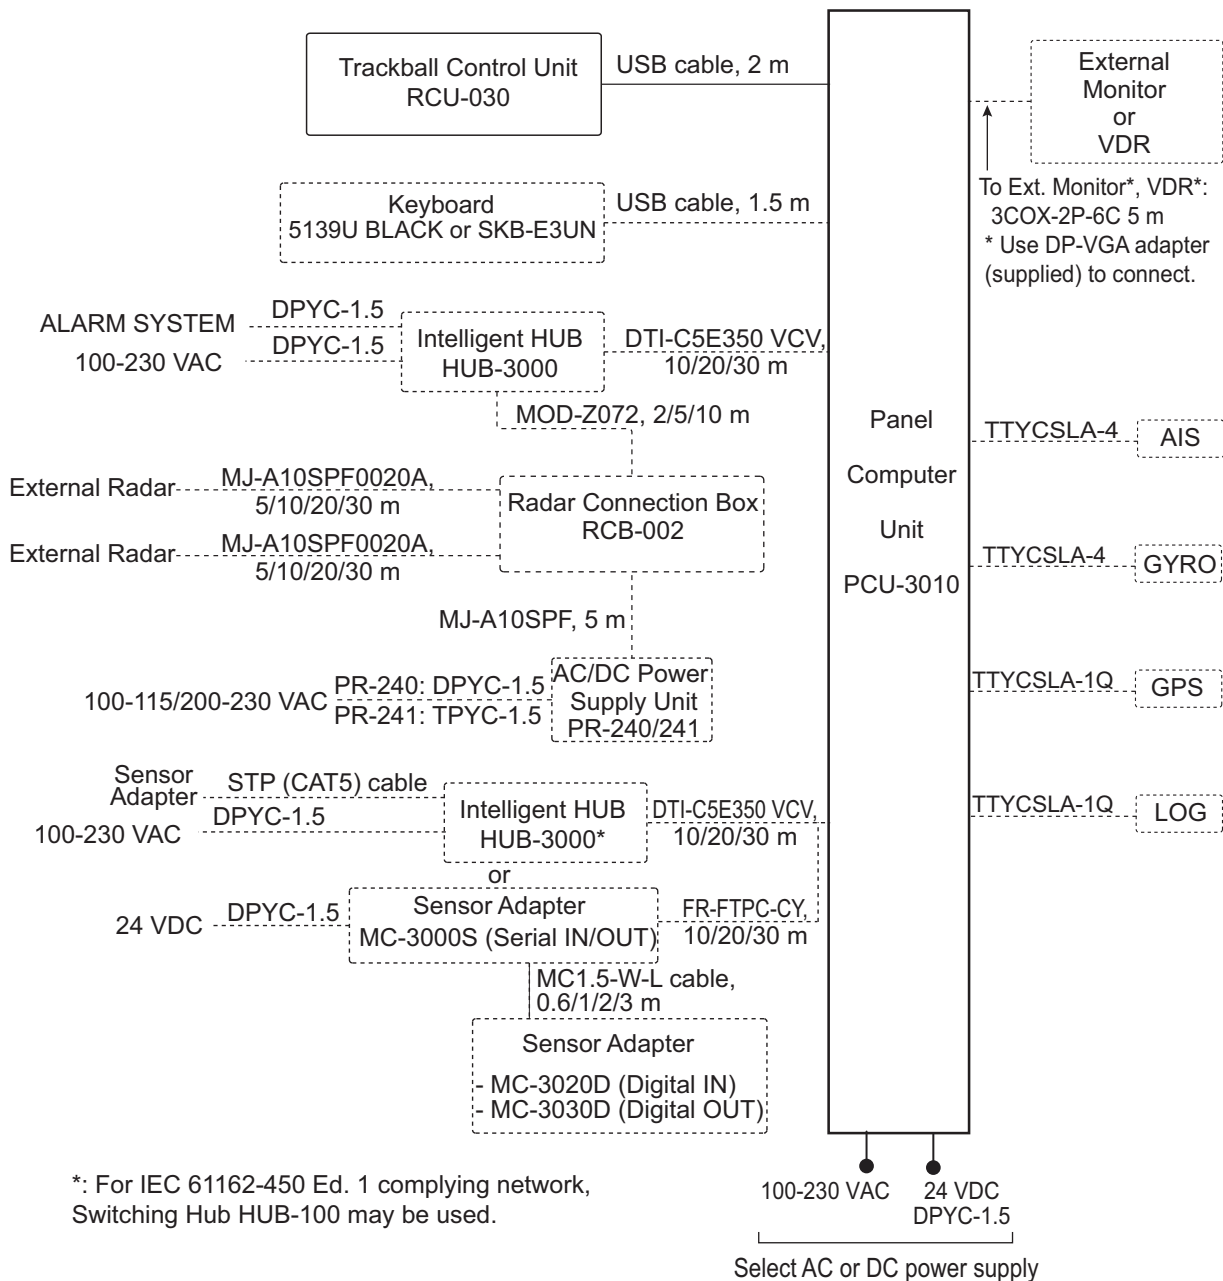 Trackball Control Unit
RCU-030
USB cable, 2 m
External
Monitor
or
VDR
To Ext. Monitor*, VDR*:
3COX-2P-6C 5 m
* Use DP-VGA adapter
(supplied) to connect.
Keyboard
5139U BLACK or SKB-E3UN
USB cable, 1.5 m
ALARM SYSTEM
DPYC-1.5
100-230 VAC
DPYC-1.5
Intelligent HUB
HUB-3000
DTI-C5E350 VCV,
10/20/30 m
MOD-Z072, 2/5/10 m
External Radar
MJ-A10SPF0020A,
5/10/20/30 m
External Radar
MJ-A10SPF0020A,
5/10/20/30 m
Radar Connection Box
RCB-002
MJ-A10SPF, 5 m
100-115/200-230 VAC
PR-240: DPYC-1.5
PR-241: TPYC-1.5
AC/DC Power
Supply Unit
PR-240/241
Sensor
Adapter
STP (CAT5) cable
100-230 VAC
DPYC-1.5
Intelligent HUB
HUB-3000*
DTI-C5E350 VCV,
10/20/30 m
or
24 VDC
DPYC-1.5
Sensor Adapter
MC-3000S (Serial IN/OUT)
FR-FTPC-CY,
10/20/30 m
MC1.5-W-L cable,
0.6/1/2/3 m
Sensor Adapter
- MC-3020D (Digital IN)
- MC-3030D (Digital OUT)
Panel
Computer
Unit
PCU-3010
TTYCSLA-4
AIS
TTYCSLA-4
GYRO
TTYCSLA-1Q
GPS
TTYCSLA-1Q
LOG
*: For IEC 61162-450 Ed. 1 complying network,
Switching Hub HUB-100 may be used.
100-230 VAC
24 VDC
DPYC-1.5
Select AC or DC power supply